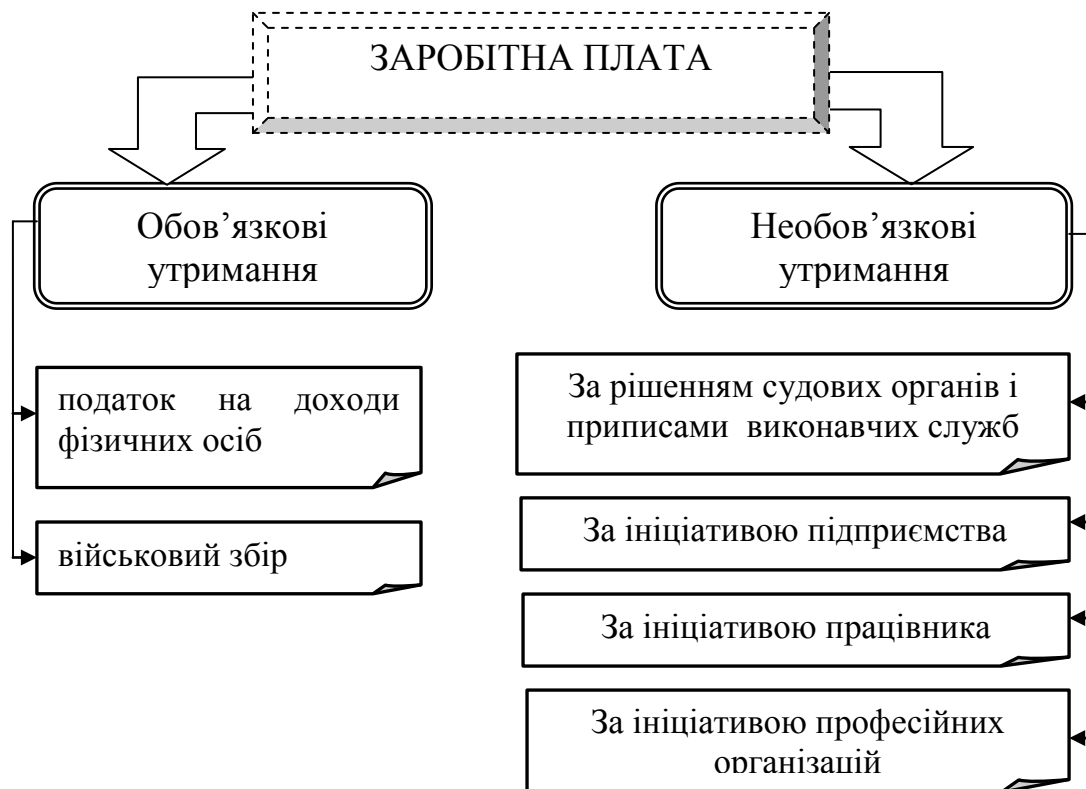 ЗАРОБІТНА ПЛАТА
Обов’язкові
утримання
Необов’язкові
утримання
податок на доходи
фізичних осіб
військовий збір
За рішенням судових органів і
приписами виконавчих служб
За ініціативою підприємства
За ініціативою працівника
За ініціативою професійних
організацій